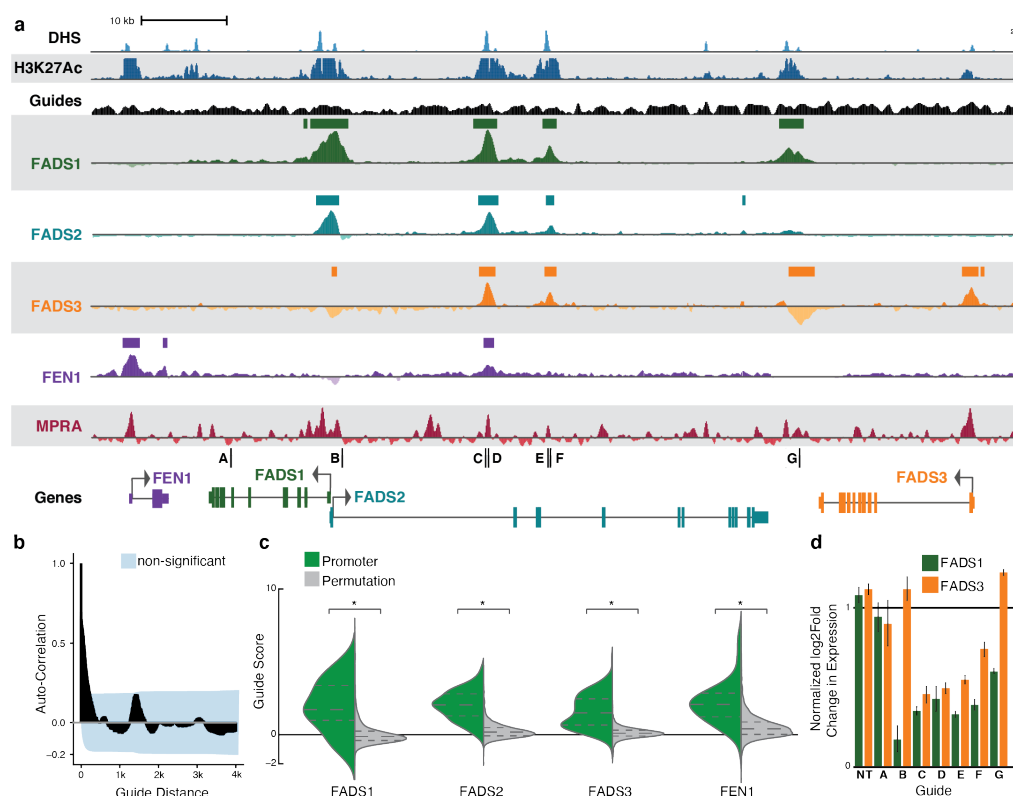 a
10 kb
DHS
2
H3K27Ac
Guides
FADS1
FADS2
FADS3
FEN1
MPRA
A B C D E F G
Genes
FEN1 FADS1 FADS2 FADS3
b
non-significant
Auto-Correlation
1.0
0.5
0.0
−0.2
0 1k 2k 3k 4k
Guide Distance
c
Promoter
Permutation
Guide Score
10
0
−2
* * * *
FADS1 FADS2 FADS3 FEN1
d
FADS1
FADS3
Normalized log2Fold
Change in Expression
1
0
NT A B C D E F G
Guide